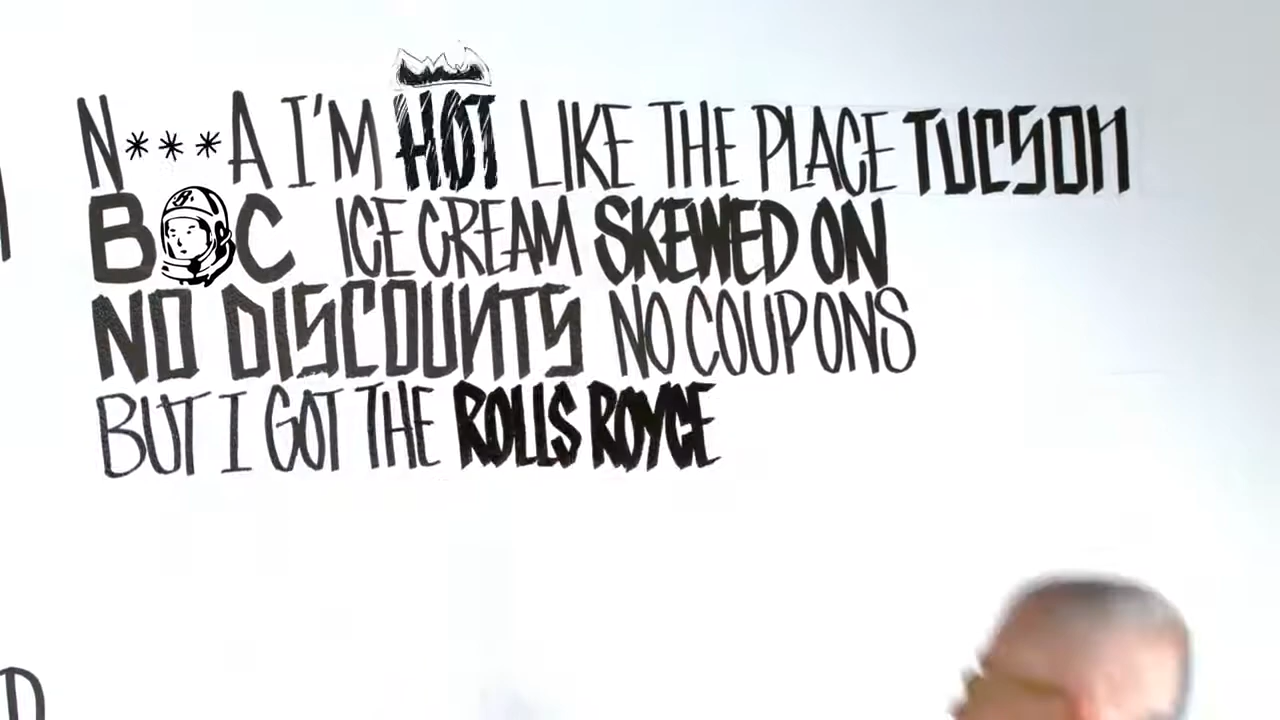 N***A I'M HOT LIKE THE PLACE TUCSON
B C ICE CREAM SKEWED ON
NO DISCOUNTS NO COUPONS
BUT I GOT THE ROLLS ROYCE
D